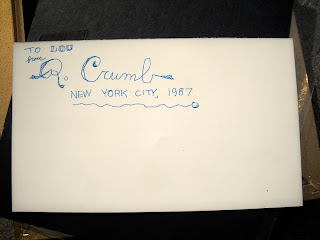 TO LOU
from
R. Crumb
NEW YORK CITY, 1987